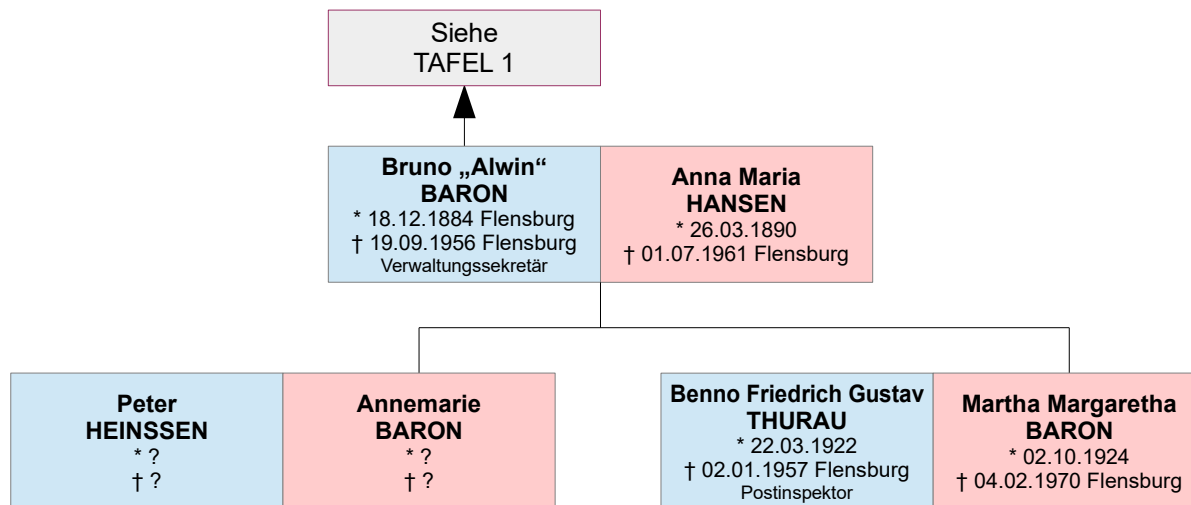 Siehe
TAFEL 1
Bruno „Alwin“
BARON
* 18.12.1884 Flensburg
† 19.09.1956 Flensburg
Verwaltungssekretär
Anna Maria
HANSEN
* 26.03.1890
† 01.07.1961 Flensburg
Peter
HEINSSEN
* ?
† ?
Annemarie
BARON
* ?
† ?
Benno Friedrich Gustav
THURAU
* 22.03.1922
† 02.01.1957 Flensburg
Postinspektor
Martha Margaretha
BARON
* 02.10.1924
† 04.02.1970 Flensburg